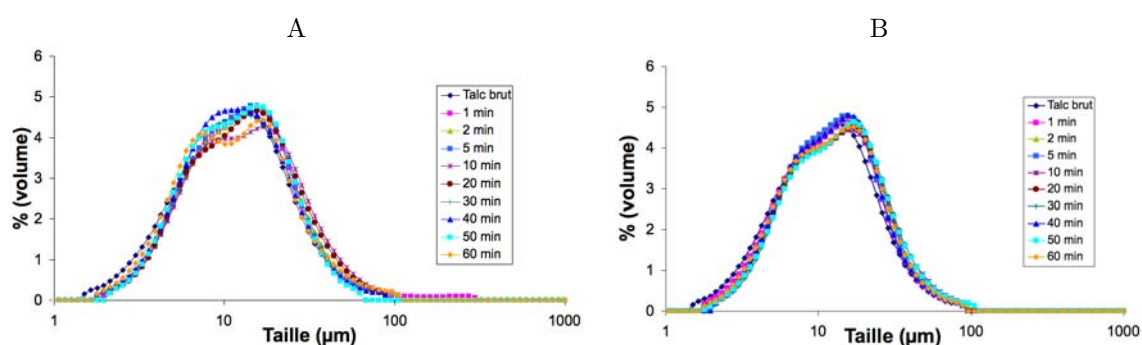 A
% (volume)
6
5
4
3
2
1
0
1
10
100
1000
Taille (µm)
Talc brut
1 min
2 min
5 min
10 min
20 min
30 min
40 min
50 min
60 min
B
% (volume)
6
5
4
3
2
1
0
1
10
100
1000
Taille (µm)
Talc brut
1 min
2 min
5 min
10 min
20 min
30 min
40 min
50 min
60 min